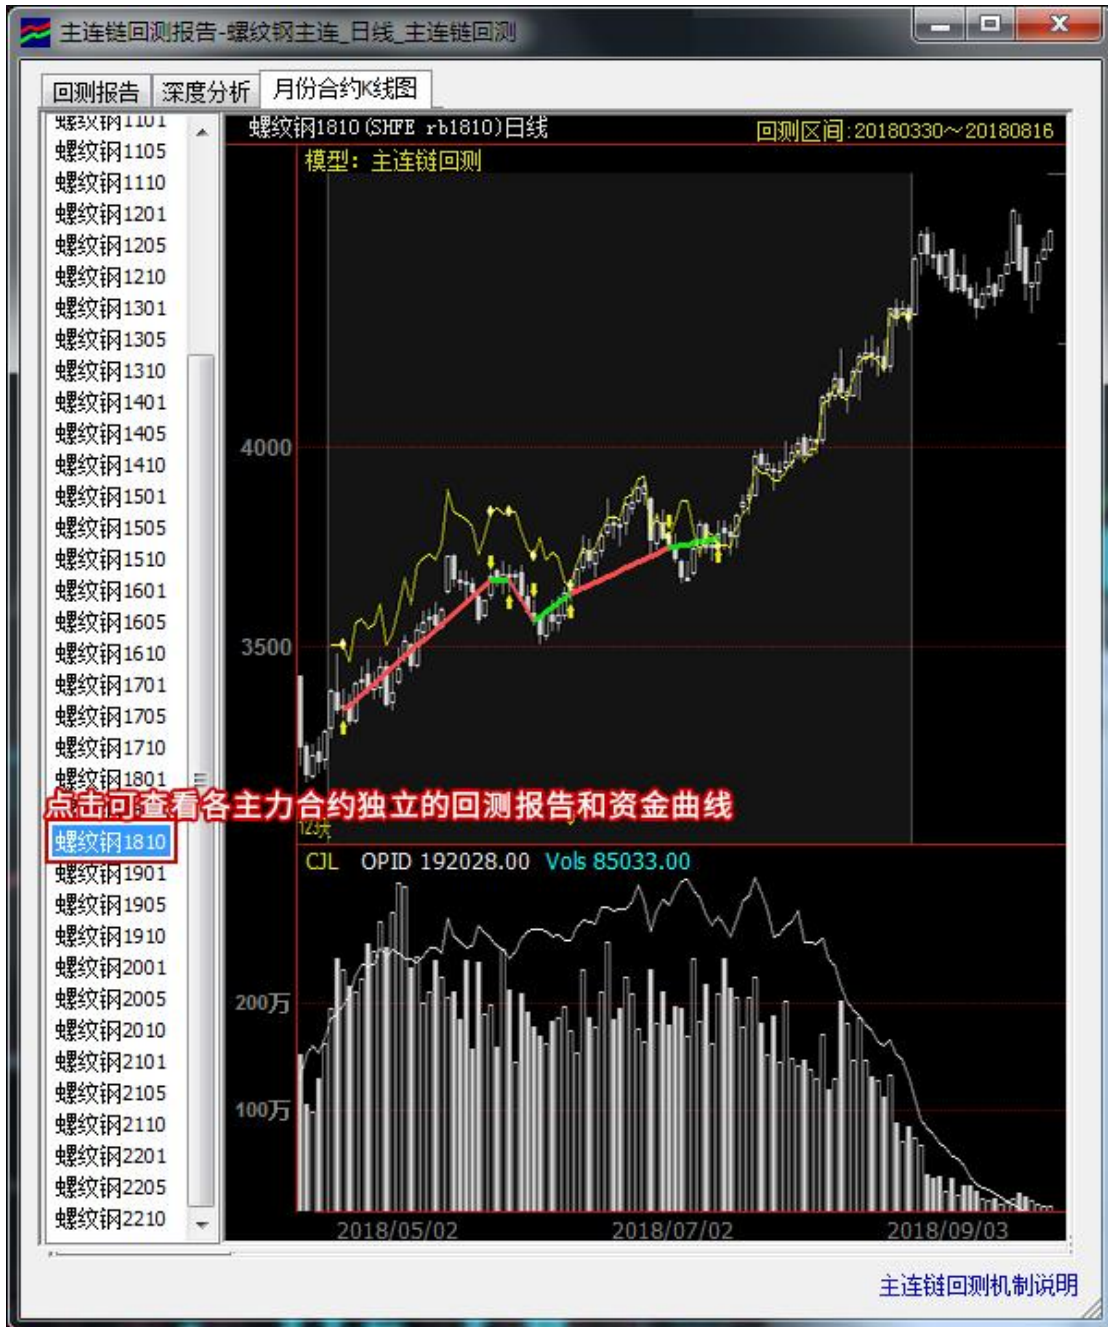 主连链回测报告-螺纹钢主连_日线_主连链回测
回测报告
深度分析
月份合约K线图
螺纹钢1101
螺纹钢1105
螺纹钢1110
螺纹钢1201
螺纹钢1205
螺纹钢1210
螺纹钢1301
螺纹钢1305
螺纹钢1310
螺纹钢1401
螺纹钢1405
螺纹钢1410
螺纹钢1501
螺纹钢1505
螺纹钢1510
螺纹钢1601
螺纹钢1605
螺纹钢1610
螺纹钢1701
螺纹钢1705
螺纹钢1710
螺纹钢1801
点击可查看各主力合约独立的回测报告和资金曲线
螺纹钢1810
螺纹钢1901
螺纹钢1905
螺纹钢1910
螺纹钢2001
螺纹钢2005
螺纹钢2010
螺纹钢2101
螺纹钢2105
螺纹钢2110
螺纹钢2201
螺纹钢2205
螺纹钢2210
螺纹钢1810(SHFE rb1810)日线
回测区间:20180330～20180816
模型：主连链回测
4000
3500
123天
CJL OPID 192028.00 Vols 85033.00
200万
100万
2018/05/02
2018/07/02
2018/09/03
主连链回测机制说明